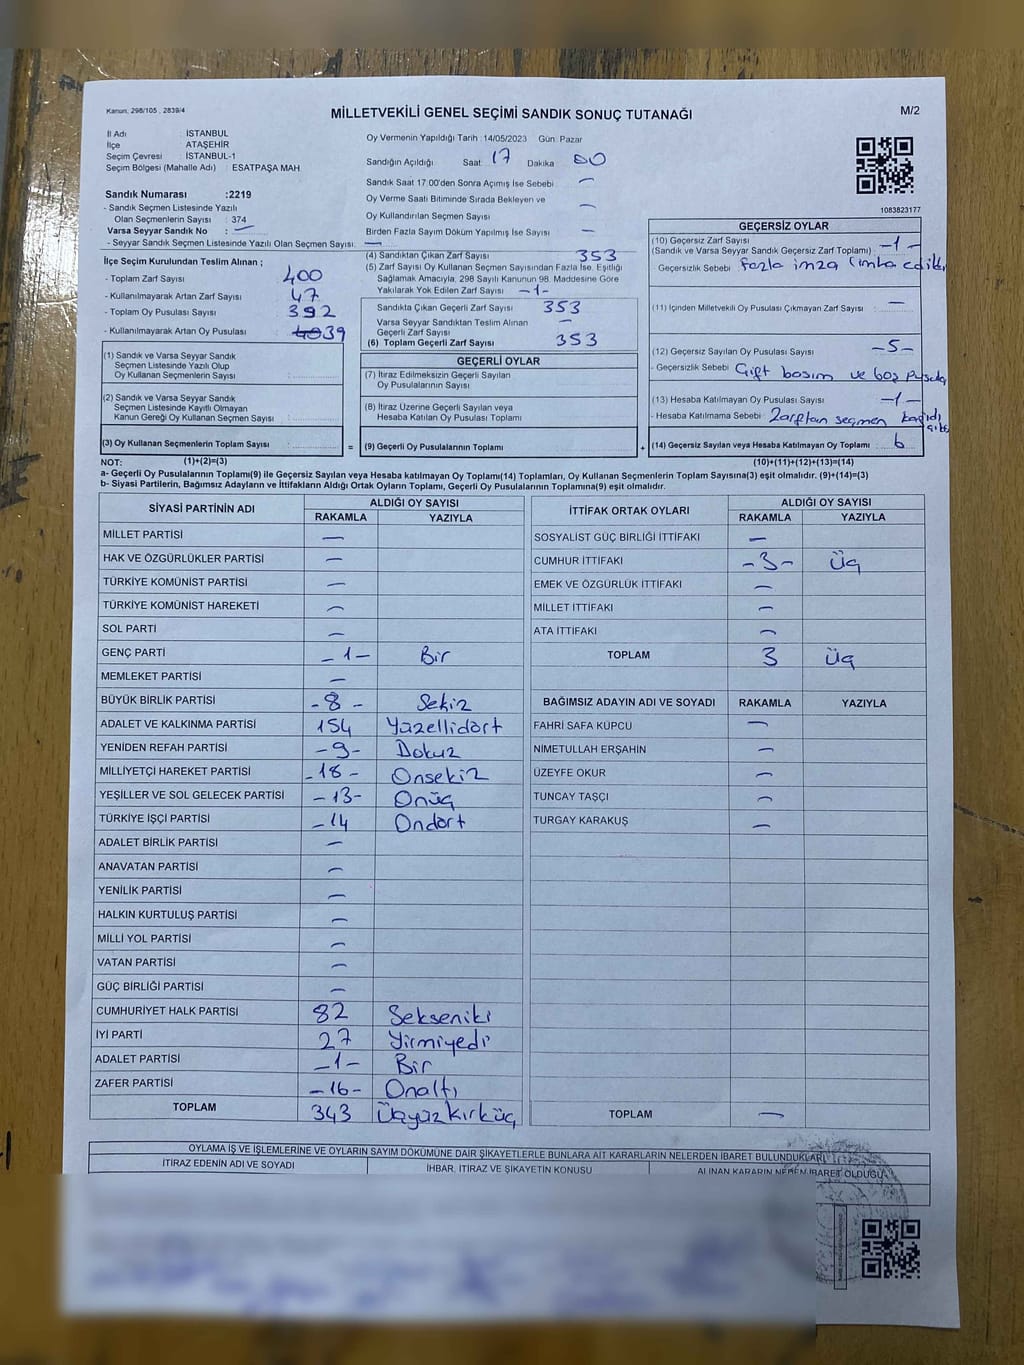 Kanun, 298/105 , 2839/4
MİLLETVEKİLİ GENEL SEÇİMİ SANDIK SONUÇ TUTANAĞI
M/2
İl Adı : İSTANBUL
İlçe : ATAŞEHİR
Seçim Çevresi : İSTANBUL-1
Seçim Bölgesi (Mahalle Adı) : ESATPAŞA MAH
Sandık Numarası :2219
- Sandık Seçmen Listesinde Yazılı
Olan Seçmenlerin Sayısı : 374
Varsa Seyyar Sandık No : —
- Seyyar Sandık Seçmen Listesinde Yazılı Olan Seçmen Sayısı: —
Oy Vermenin Yapıldığı Tarih :14/05/2023 Gün: Pazar
Sandığın Açıldığı Saat 17 Dakika 00
Sandık Saat 17:00'den Sonra Açılmış İse Sebebi —
Oy Verme Saati Bitiminde Sırada Bekleyen ve —
Oy Kullandırılan Seçmen Sayısı
Birden Fazla Sayım Döküm Yapılmış İse Sayısı —
1083823177
İlçe Seçim Kurulundan Teslim Alınan ;
- Toplam Zarf Sayısı : 400
- Kullanılmayarak Artan Zarf Sayısı : 47
- Toplam Oy Pusulası Sayısı : 392
- Kullanılmayarak Artan Oy Pusulası : 39
(4) Sandıktan Çıkan Zarf Sayısı 353
(5) Zarf Sayısı Oy Kullanan Seçmen Sayısından Fazla İse, Eşitliği
Sağlamak Amacıyla, 298 Sayılı Kanunun 98. Maddesine Göre
Yakılarak Yok Edilen Zarf Sayısı -1-
Sandıkta Çıkan Geçerli Zarf Sayısı 353
Varsa Seyyar Sandıktan Teslim Alınan —
Geçerli Zarf Sayısı
(6) Toplam Geçerli Zarf Sayısı 353
GEÇERSİZ OYLAR
(10) Geçersiz Zarf Sayısı -1-
(Sandık ve Varsa Seyyar Sandık Geçersiz Zarf Toplamı)
Geçersizlik Sebebi fazla imza imha edildi
(11) İçinden Milletvekili Oy Pusulası Çıkmayan Zarf Sayısı —
(12) Geçersiz Sayılan Oy Pusulası Sayısı -5-
- Geçersizlik Sebebi Çift basım ve boş pusula
(13) Hesaba Katılmayan Oy Pusulası Sayısı -1-
- Hesaba Katılmama Sebebi Zarftan seçmen kağıdı çıktı
(14) Geçersiz Sayılan veya Hesaba Katılmayan Oy Toplamı 6
(1) Sandık ve Varsa Seyyar Sandık
Seçmen Listesinde Yazılı Olup
Oy Kullanan Seçmenlerin Sayısı
(2) Sandık ve Varsa Seyyar Sandık
Seçmen Listesinde Kayıtlı Olmayan
Kanun Gereği Oy Kullanan Seçmen Sayısı
(3) Oy Kullanan Seçmenlerin Toplam Sayısı
GEÇERLİ OYLAR
(7) İtiraz Edilmeksizin Geçerli Sayılan
Oy Pusulalarının Sayısı
(8) İtiraz Üzerine Geçerli Sayılan veya
Hesaba Katılan Oy Pusulası Toplamı
= (9) Geçerli Oy Pusulalarının Toplamı +
NOT: (1)+(2)=(3) (10)+(11)+(12)+(13)=(14)
a- Geçerli Oy Pusulalarının Toplamı(9) ile Geçersiz Sayılan veya Hesaba katılmayan Oy Toplamı(14) Toplamları, Oy Kullanan Seçmenlerin Toplam Sayısına(3) eşit olmalıdır. (9)+(14)=(3)
b- Siyasi Partilerin, Bağımsız Adayların ve İttifakların Aldığı Ortak Oyların Toplamı, Geçerli Oy Pusulalarının Toplamına(9) eşit olmalıdır.
SİYASİ PARTİNİN ADI ALDIĞI OY SAYISI
RAKAMLA YAZIYLA
MİLLET PARTİSİ —
HAK VE ÖZGÜRLÜKLER PARTİSİ —
TÜRKİYE KOMÜNİST PARTİSİ —
TÜRKİYE KOMÜNİST HAREKETİ —
SOL PARTİ —
GENÇ PARTİ -1- Bir
MEMLEKET PARTİSİ —
BÜYÜK BİRLİK PARTİSİ -8- Sekiz
ADALET VE KALKINMA PARTİSİ 154 Yüzellidört
YENİDEN REFAH PARTİSİ -9- Dokuz
MİLLİYETÇİ HAREKET PARTİSİ -18- Onsekiz
YEŞİLLER VE SOL GELECEK PARTİSİ -13- Onüç
TÜRKİYE İŞÇİ PARTİSİ -14 Ondört
ADALET BİRLİK PARTİSİ —
ANAVATAN PARTİSİ —
YENİLİK PARTİSİ —
HALKIN KURTULUŞ PARTİSİ —
MİLLİ YOL PARTİSİ —
VATAN PARTİSİ —
GÜÇ BİRLİĞİ PARTİSİ —
CUMHURİYET HALK PARTİSİ 82 Sekseniki
İYİ PARTİ 27 Yirmiyedi
ADALET PARTİSİ -1- Bir
ZAFER PARTİSİ -16- Onaltı
TOPLAM 343 Üçyüzkırküç
İTTİFAK ORTAK OYLARI ALDIĞI OY SAYISI
RAKAMLA YAZIYLA
SOSYALİST GÜÇ BİRLİĞİ İTTİFAKI —
CUMHUR İTTİFAKI -3- Üç
EMEK VE ÖZGÜRLÜK İTTİFAKI —
MİLLET İTTİFAKI —
ATA İTTİFAKI —
TOPLAM 3 Üç
BAĞIMSIZ ADAYIN ADI VE SOYADI RAKAMLA YAZIYLA
FAHRİ SAFA KÜPCÜ —
NİMETULLAH ERŞAHİN —
ÜZEYFE OKUR —
TUNCAY TAŞÇI —
TURGAY KARAKUŞ —
TOPLAM —
OYLAMA İŞ VE İŞLEMLERİNE VE OYLARIN SAYIM DÖKÜMÜNE DAİR ŞİKAYETLERLE BUNLARA AİT KARARLARIN NELERDEN İBARET BULUNDUKLARI
İTİRAZ EDENİN ADI VE SOYADI İHBAR, İTİRAZ VE ŞİKAYETİN KONUSU ALINAN KARARIN NEDEN İBARET OLDUĞU